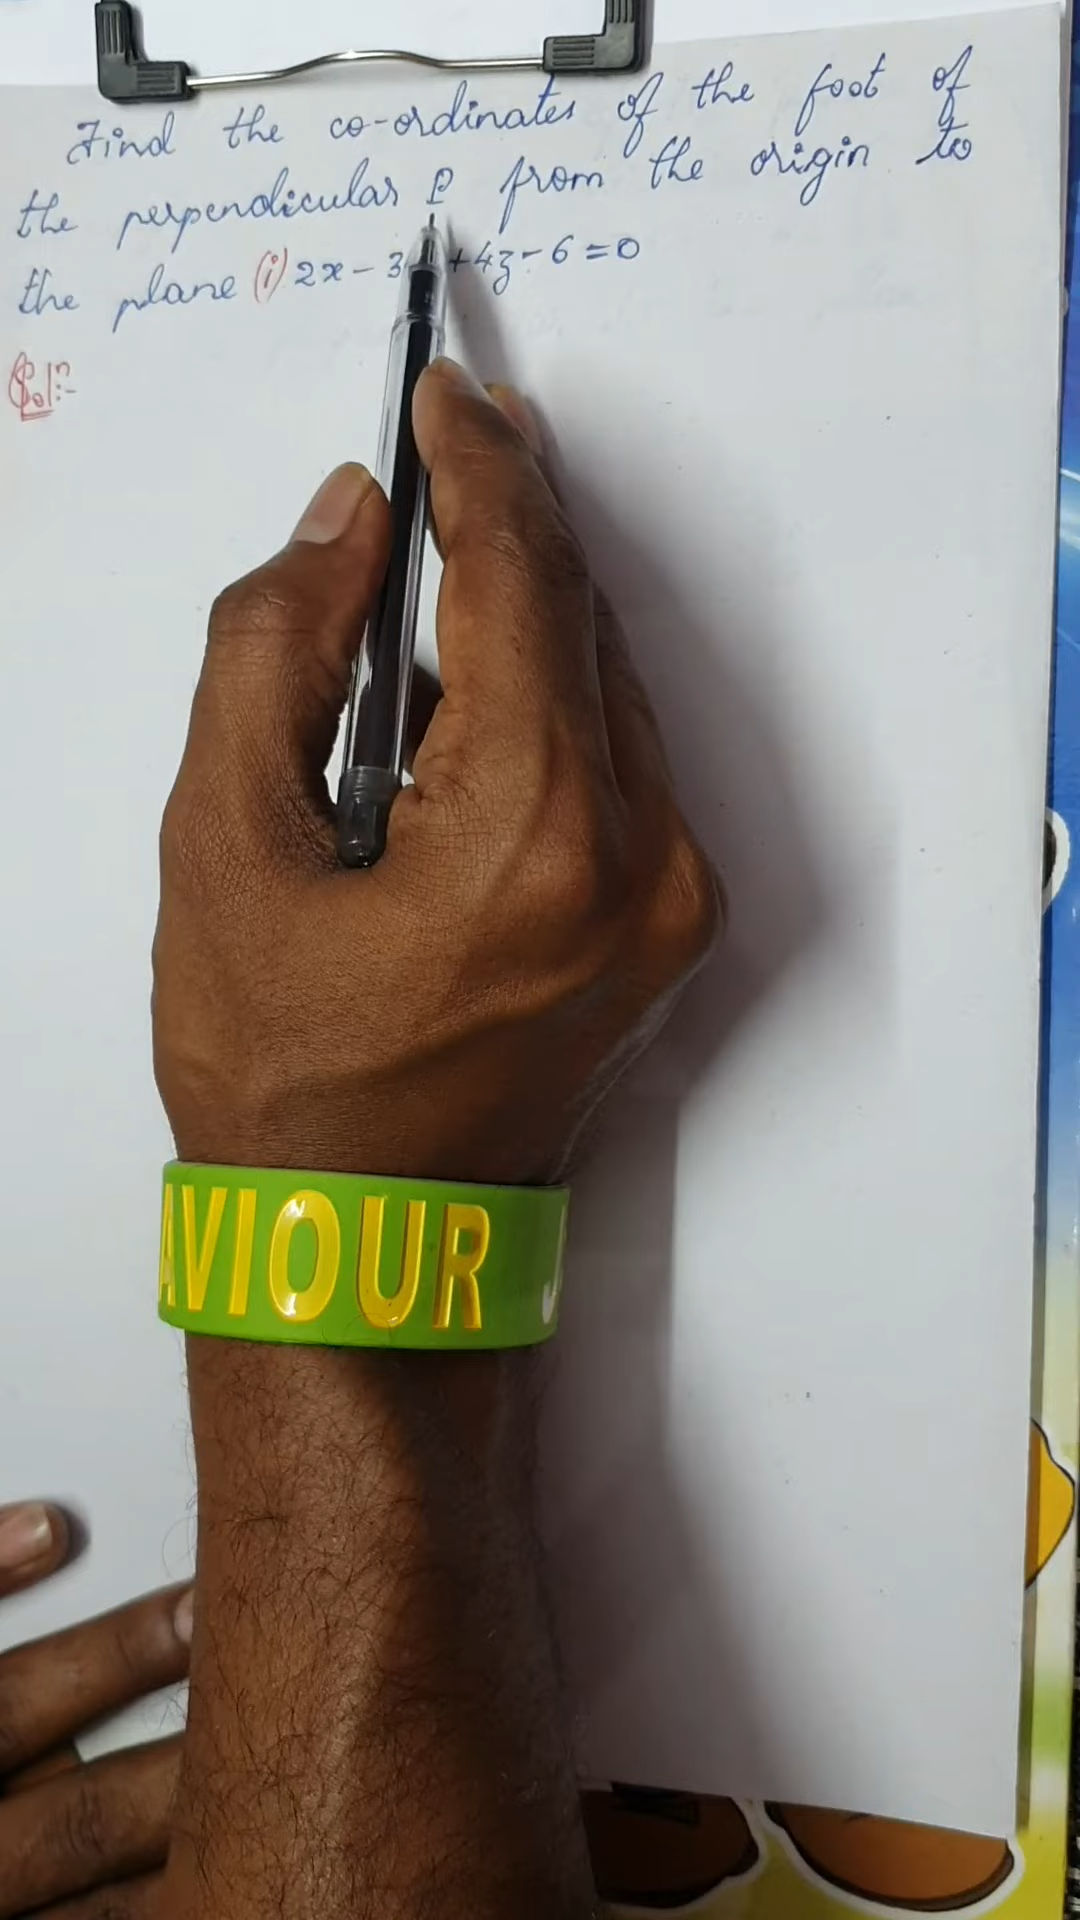 Find the co-ordinates of the foot of
the perpendicular P from the origin to
the plane (i) 2x - 3 + 4z - 6 = 0
Soln:-
AVIOUR J